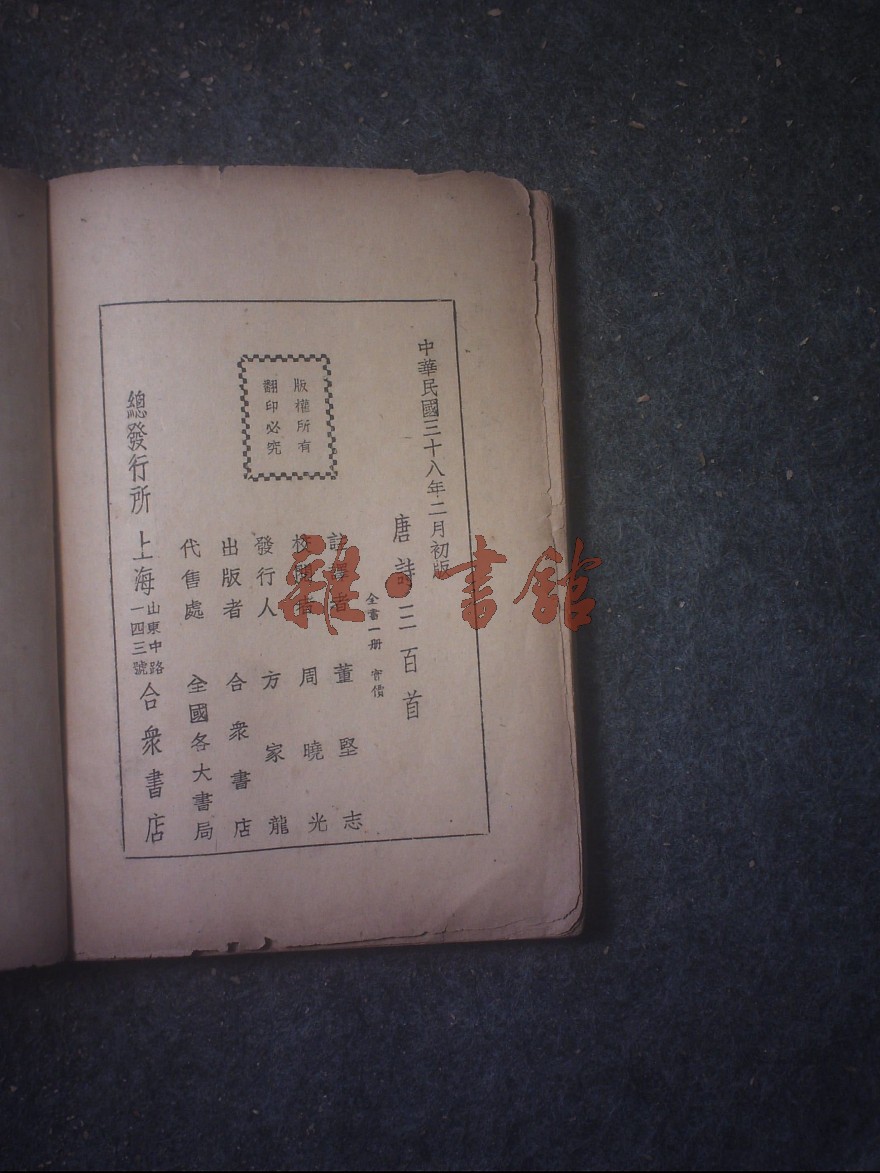 中華民國三十八年二月初版
唐詩三百首
全書一册 實價
註釋者 董堅志
校閱者 周曉光
發行人 方家龍
出版者 合衆書店
代售處 全國各大書局
總發行所 上海山東中路一四三號合衆書店
版權所有
翻印必究
雜·書館